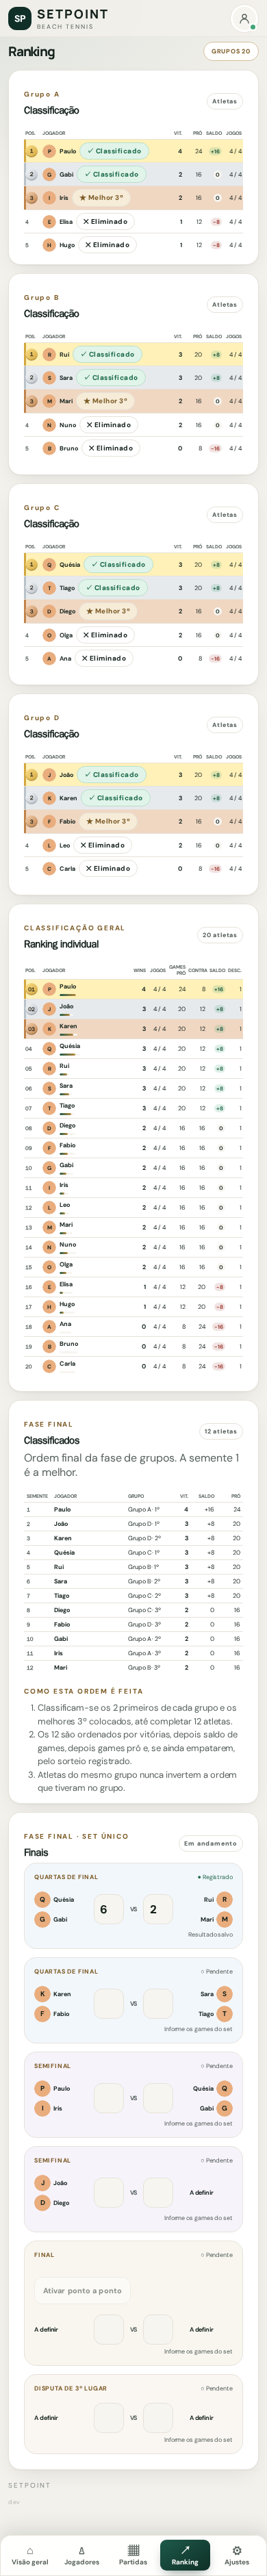 SP SETPOINT
BEACH TENNIS
Ranking GRUPOS 20
Grupo A
Classificação Atletas
POS. JOGADOR VIT. PRÓ SALDO JOGOS
1 P Paulo ✓ Classificado 4 24 +16 4 / 4
2 G Gabi ✓ Classificado 2 16 0 4 / 4
3 I Iris ★ Melhor 3º 2 16 0 4 / 4
4 E Elisa ✕ Eliminado 1 12 -8 4 / 4
5 H Hugo ✕ Eliminado 1 12 -8 4 / 4
Grupo B
Classificação Atletas
POS. JOGADOR VIT. PRÓ SALDO JOGOS
1 R Rui ✓ Classificado 3 20 +8 4 / 4
2 S Sara ✓ Classificado 3 20 +8 4 / 4
3 M Mari ★ Melhor 3º 2 16 0 4 / 4
4 N Nuno ✕ Eliminado 2 16 0 4 / 4
5 B Bruno ✕ Eliminado 0 8 -16 4 / 4
Grupo C
Classificação Atletas
POS. JOGADOR VIT. PRÓ SALDO JOGOS
1 Q Quésia ✓ Classificado 3 20 +8 4 / 4
2 T Tiago ✓ Classificado 3 20 +8 4 / 4
3 D Diego ★ Melhor 3º 2 16 0 4 / 4
4 O Olga ✕ Eliminado 2 16 0 4 / 4
5 A Ana ✕ Eliminado 0 8 -16 4 / 4
Grupo D
Classificação Atletas
POS. JOGADOR VIT. PRÓ SALDO JOGOS
1 J João ✓ Classificado 3 20 +8 4 / 4
2 K Karen ✓ Classificado 3 20 +8 4 / 4
3 F Fabio ★ Melhor 3º 2 16 0 4 / 4
4 L Leo ✕ Eliminado 2 16 0 4 / 4
5 C Carla ✕ Eliminado 0 8 -16 4 / 4
CLASSIFICAÇÃO GERAL
Ranking individual 20 atletas
POS. JOGADOR WINS JOGOS GAMES PRÓ CONTRA SALDO DESC.
01 P Paulo 4 4 / 4 24 8 +16 1
02 J João 3 4 / 4 20 12 +8 1
03 K Karen 3 4 / 4 20 12 +8 1
04 Q Quésia 3 4 / 4 20 12 +8 1
05 R Rui 3 4 / 4 20 12 +8 1
06 S Sara 3 4 / 4 20 12 +8 1
07 T Tiago 3 4 / 4 20 12 +8 1
08 D Diego 2 4 / 4 16 16 0 1
09 F Fabio 2 4 / 4 16 16 0 1
10 G Gabi 2 4 / 4 16 16 0 1
11 I Iris 2 4 / 4 16 16 0 1
12 L Leo 2 4 / 4 16 16 0 1
13 M Mari 2 4 / 4 16 16 0 1
14 N Nuno 2 4 / 4 16 16 0 1
15 O Olga 2 4 / 4 16 16 0 1
16 E Elisa 1 4 / 4 12 20 -8 1
17 H Hugo 1 4 / 4 12 20 -8 1
18 A Ana 0 4 / 4 8 24 -16 1
19 B Bruno 0 4 / 4 8 24 -16 1
20 C Carla 0 4 / 4 8 24 -16 1
FASE FINAL
Classificados 12 atletas
Ordem final da fase de grupos. A semente 1
é a melhor.
SEMENTE JOGADOR GRUPO VIT. SALDO PRÓ
1 Paulo Grupo A · 1º 4 +16 24
2 João Grupo D · 1º 3 +8 20
3 Karen Grupo D · 2º 3 +8 20
4 Quésia Grupo C · 1º 3 +8 20
5 Rui Grupo B · 1º 3 +8 20
6 Sara Grupo B · 2º 3 +8 20
7 Tiago Grupo C · 2º 3 +8 20
8 Diego Grupo C · 3º 2 0 16
9 Fabio Grupo D · 3º 2 0 16
10 Gabi Grupo A · 2º 2 0 16
11 Iris Grupo A · 3º 2 0 16
12 Mari Grupo B · 3º 2 0 16
COMO ESTA ORDEM É FEITA
1. Classificam-se os 2 primeiros de cada grupo e os
melhores 3º colocados, até completar 12 atletas.
2. Os 12 são ordenados por vitórias, depois saldo de
games, depois games pró e, se ainda empatarem,
pelo sorteio registrado.
3. Atletas do mesmo grupo nunca invertem a ordem
que tiveram no grupo.
FASE FINAL · SET ÚNICO
Finais Em andamento
QUARTAS DE FINAL ● Registrado
Q Quésia 6 VS 2 Rui R
G Gabi Mari M
Resultado salvo
QUARTAS DE FINAL ○ Pendente
K Karen VS Sara S
F Fabio Tiago T
Informe os games do set
SEMIFINAL ○ Pendente
P Paulo VS Quésia Q
I Iris Gabi G
Informe os games do set
SEMIFINAL ○ Pendente
J João VS A definir
D Diego
Informe os games do set
FINAL ○ Pendente
Ativar ponto a ponto
A definir VS A definir
Informe os games do set
DISPUTA DE 3º LUGAR ○ Pendente
A definir VS A definir
Informe os games do set
SETPOINT
dev
Visão geral Jogadores Partidas Ranking Ajustes